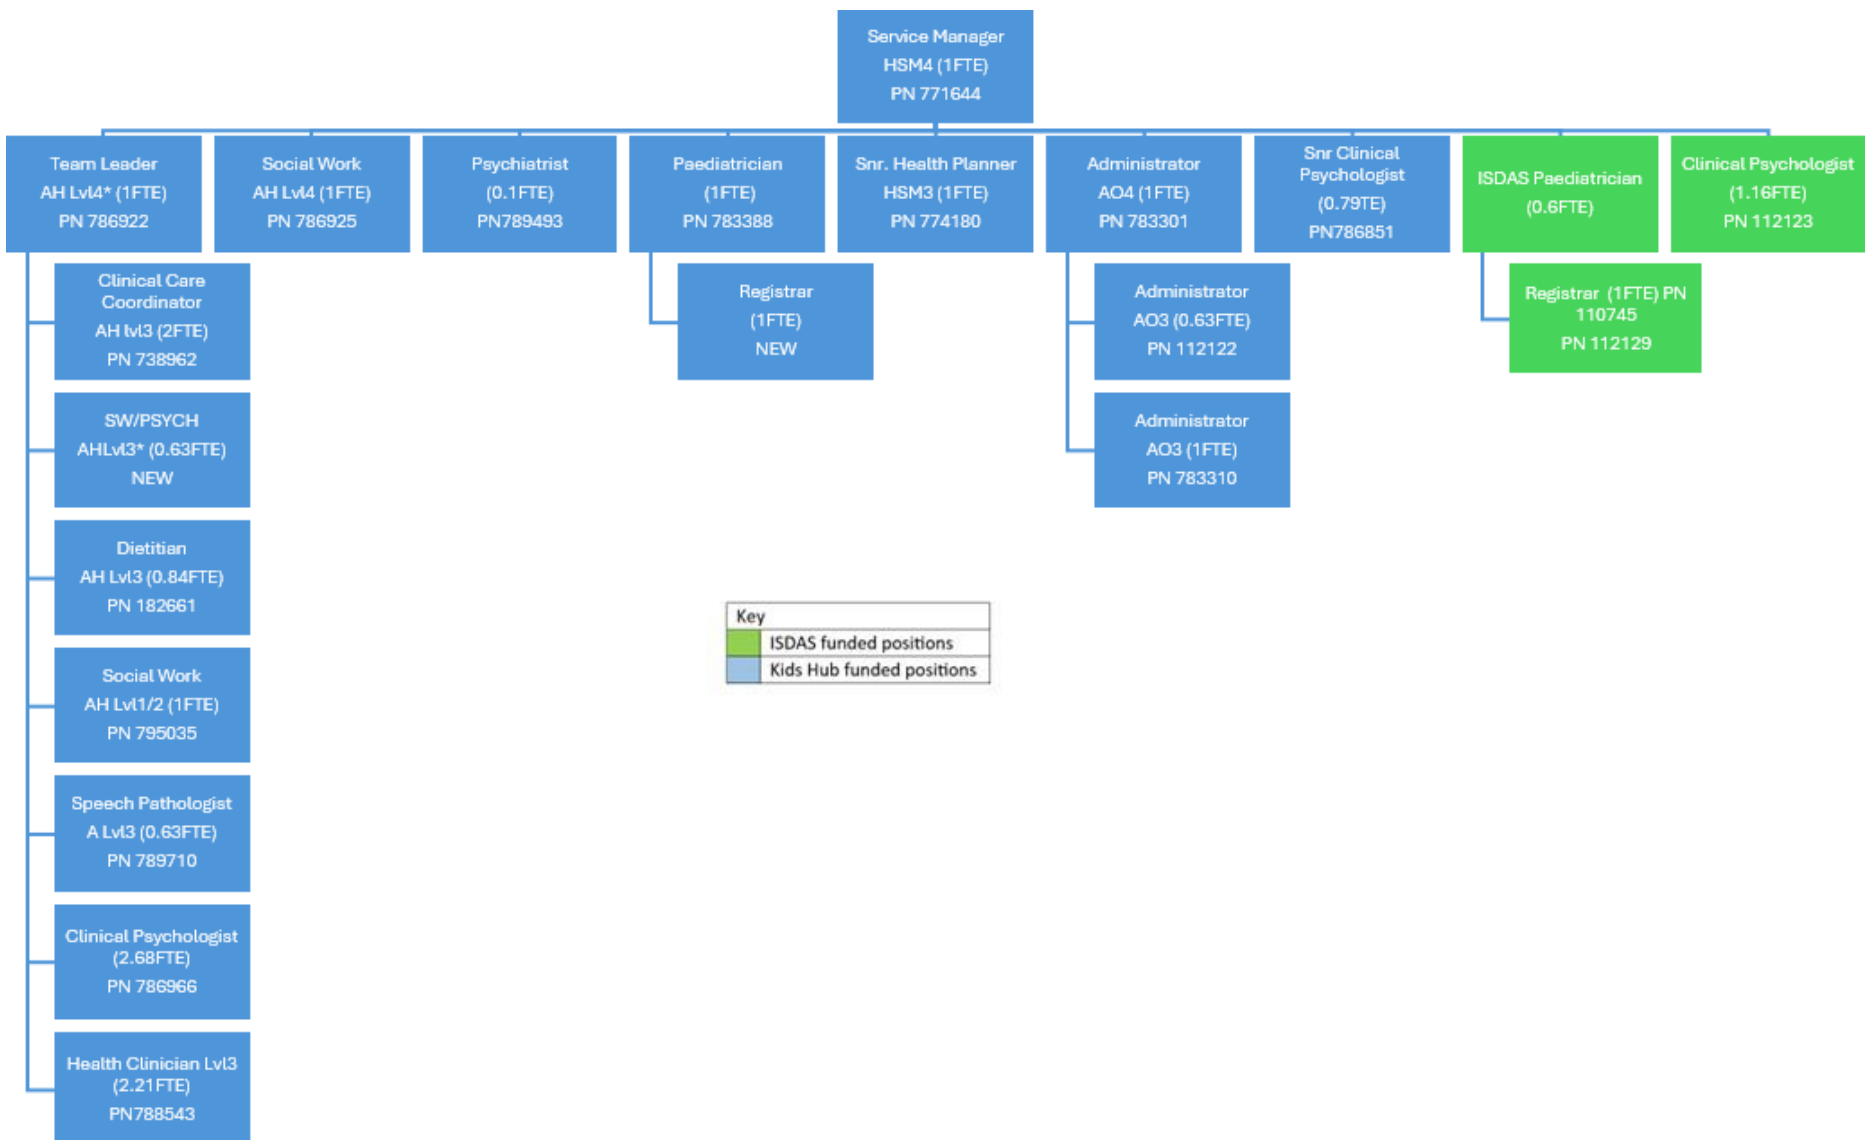 Service Manager
HSM4 (1FTE)
PN 771644
Team Leader
AH Lvl4* (1FTE)
PN 786922
Social Work
AH Lvl4 (1FTE)
PN 786925
Psychiatrist
(0.1FTE)
PN789493
Paediatrician
(1FTE)
PN 783388
Snr. Health Planner
HSM3 (1FTE)
PN 774180
Administrator
AO4 (1FTE)
PN 783301
Snr Clinical
Psychologist
(0.79TE)
PN786851
ISDAS Paediatrician
(0.6FTE)
Clinical Psychologist
(1.16FTE)
PN 112123
Clinical Care
Coordinator
AH lvl3 (2FTE)
PN 738962
SW/PSYCH
AHLvl3* (0.63FTE)
NEW
Dietitian
AH Lvl3 (0.84FTE)
PN 182661
Social Work
AH Lvl1/2 (1FTE)
PN 795035
Speech Pathologist
A Lvl3 (0.63FTE)
PN 789710
Clinical Psychologist
(2.68FTE)
PN 786966
Health Clinician Lvl3
(2.21FTE)
PN788543
Registrar
(1FTE)
NEW
Administrator
AO3 (0.63FTE)
PN 112122
Administrator
AO3 (1FTE)
PN 783310
Registrar (1FTE) PN
110745
PN 112129
Key
ISDAS funded positions
Kids Hub funded positions